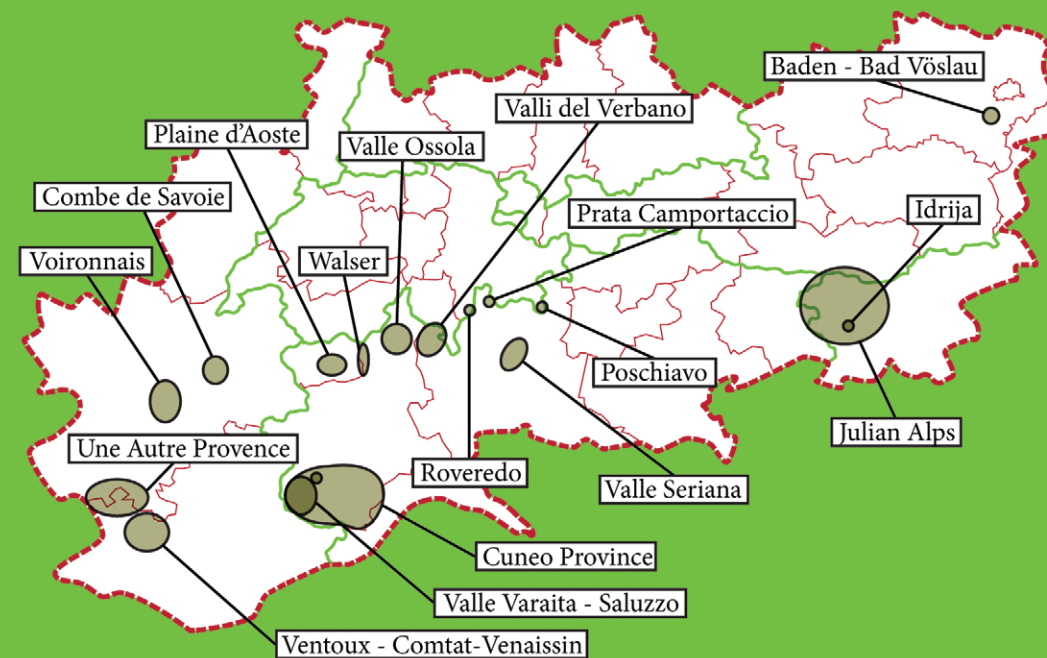 Baden - Bad Vöslau
Valli del Verbano
Plaine d'Aoste
Valle Ossola
Combe de Savoie
Prata Camportaccio
Idrija
Voironnais
Walser
Poschiavo
Julian Alps
Une Autre Provence
Roveredo
Valle Seriana
Cuneo Province
Valle Varaita - Saluzzo
Ventoux - Comtat-Venaissin